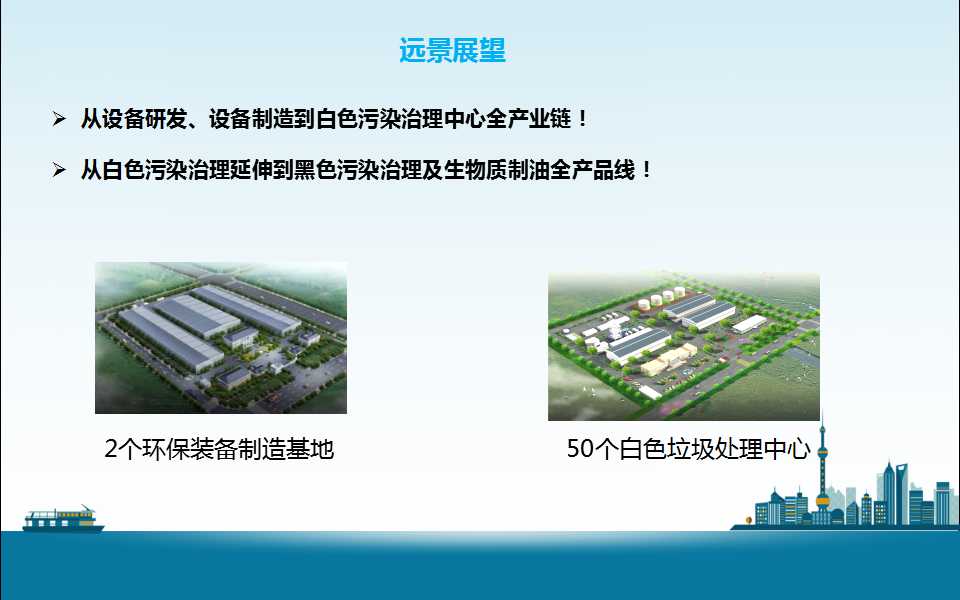 远景展望
从设备研发、设备制造到白色污染治理中心全产业链！
从白色污染治理延伸到黑色污染治理及生物质制油全产品线！
2个环保装备制造基地
50个白色垃圾处理中心